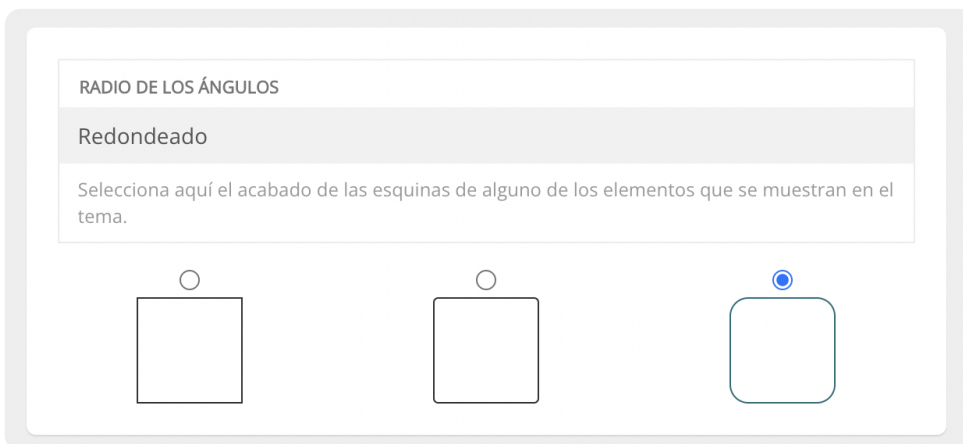 RADIO DE LOS ÁNGULOS
Redondeado
Selecciona aquí el acabado de las esquinas de alguno de los elementos que se muestran en el
tema.